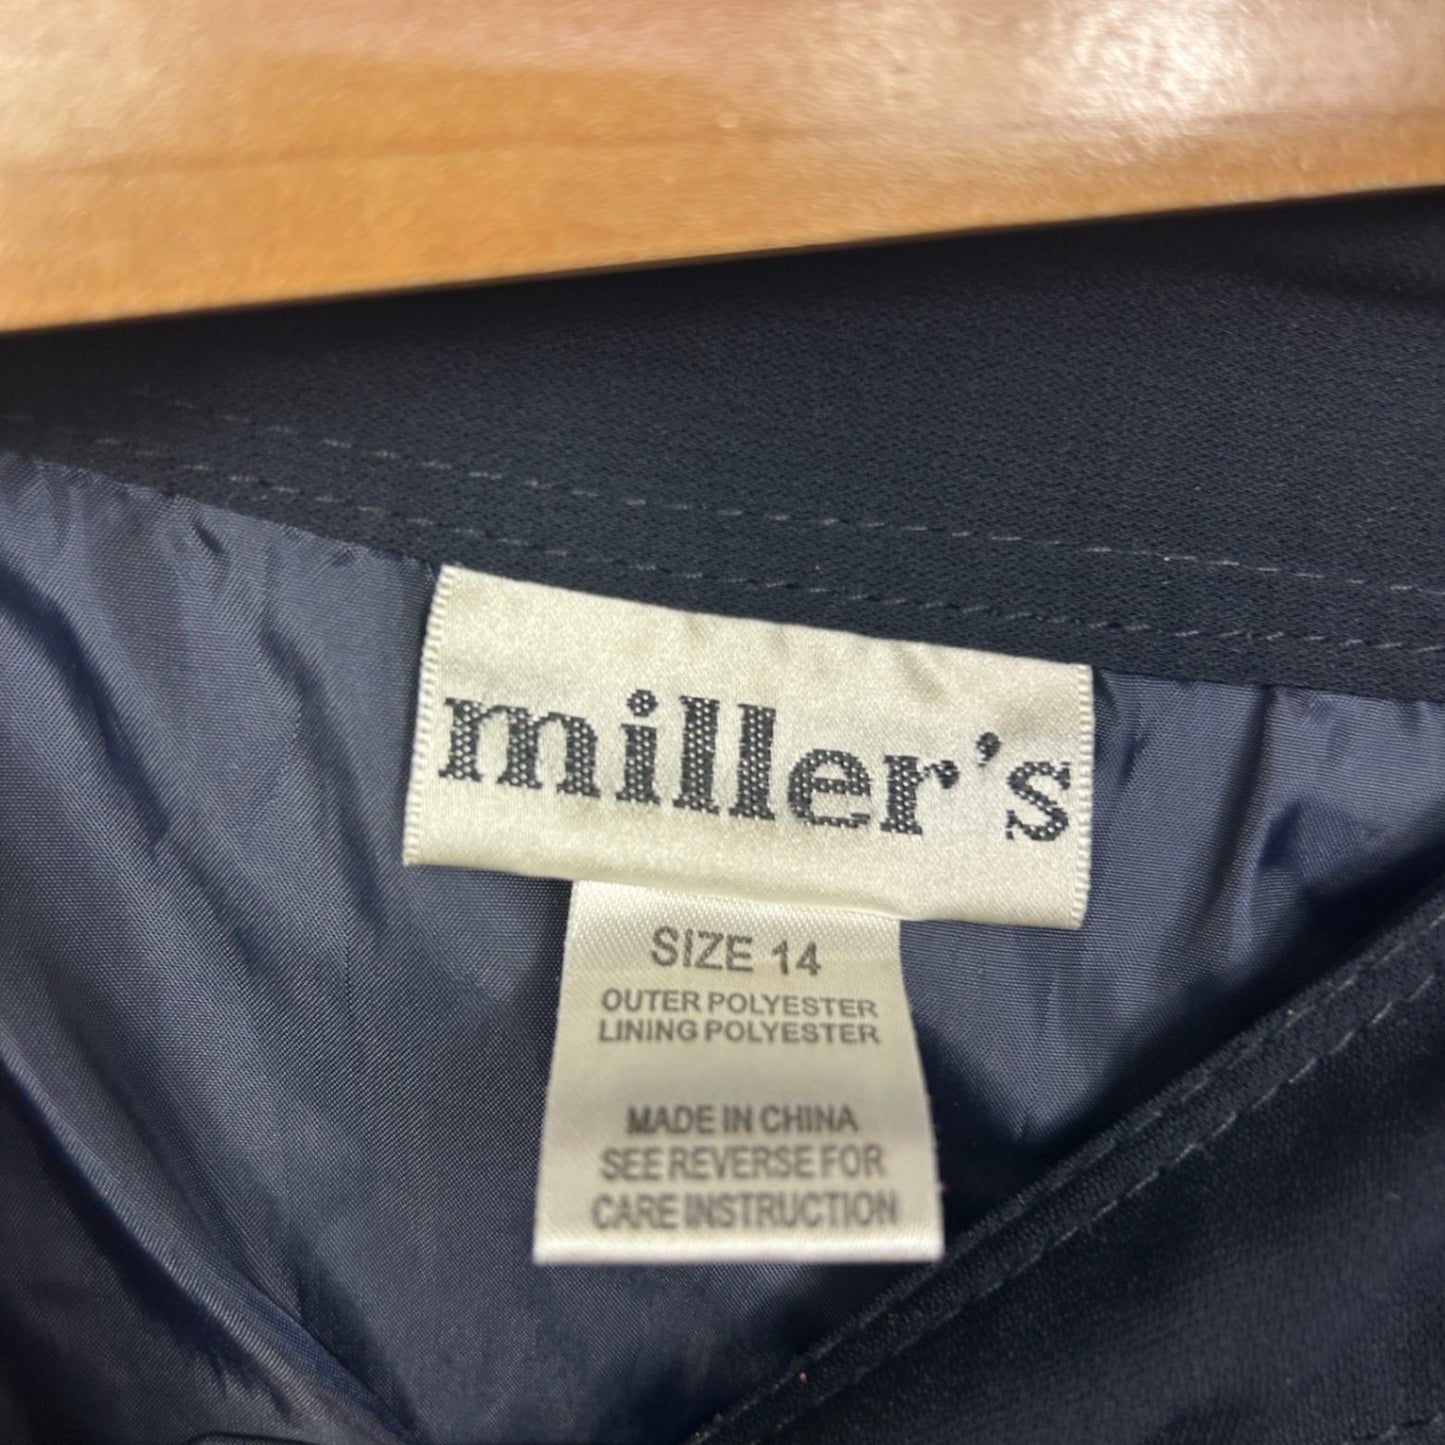 miller's
SIZE 14
OUTER POLYESTER
LINING POLYESTER
MADE IN CHINA
SEE REVERSE FOR
CARE INSTRUCTION